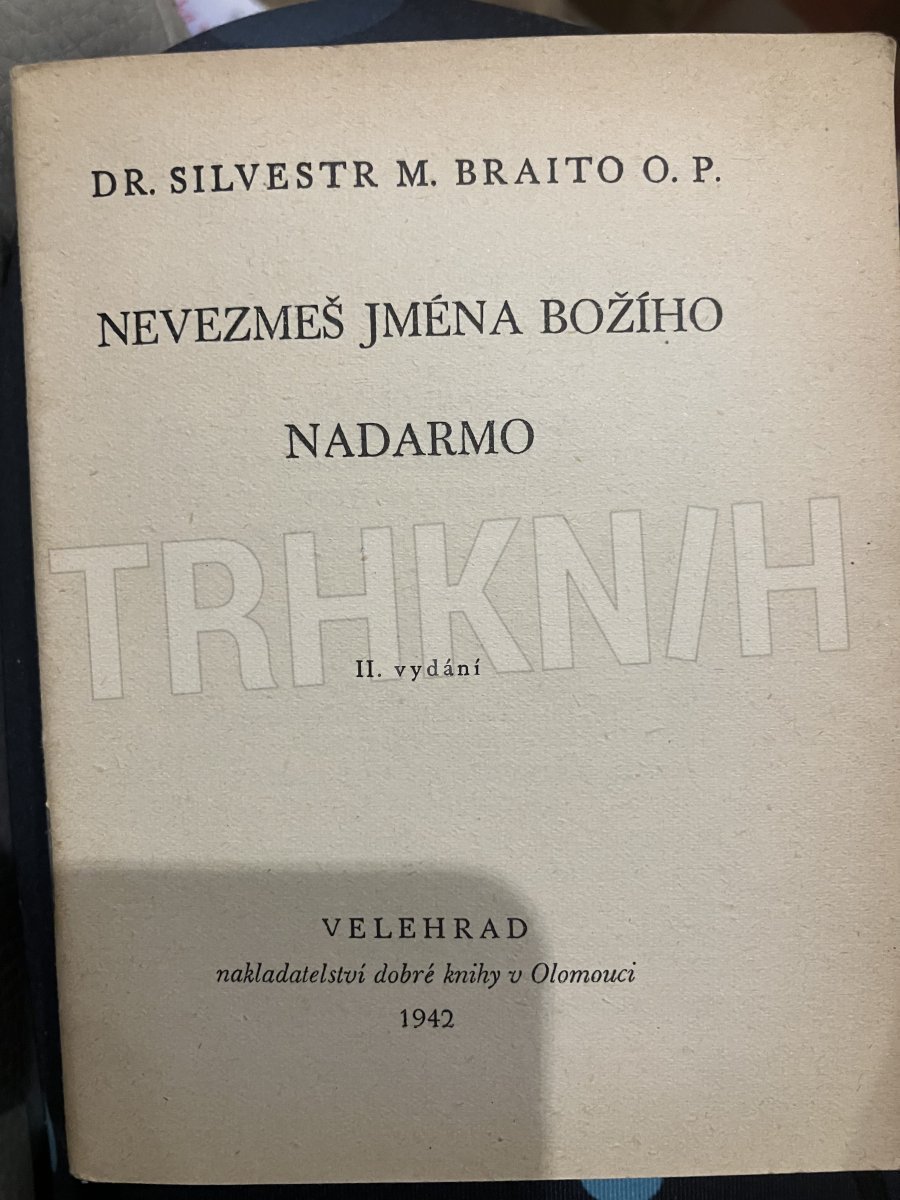 DR. SILVESTR M. BRAITO O. P.
NEVEZMEŠ JMÉNA BOŽÍHO
NADARMO
TRHKNIH
II. vydání
VELEHRAD
nakladatelství dobré knihy v Olomouci
1942